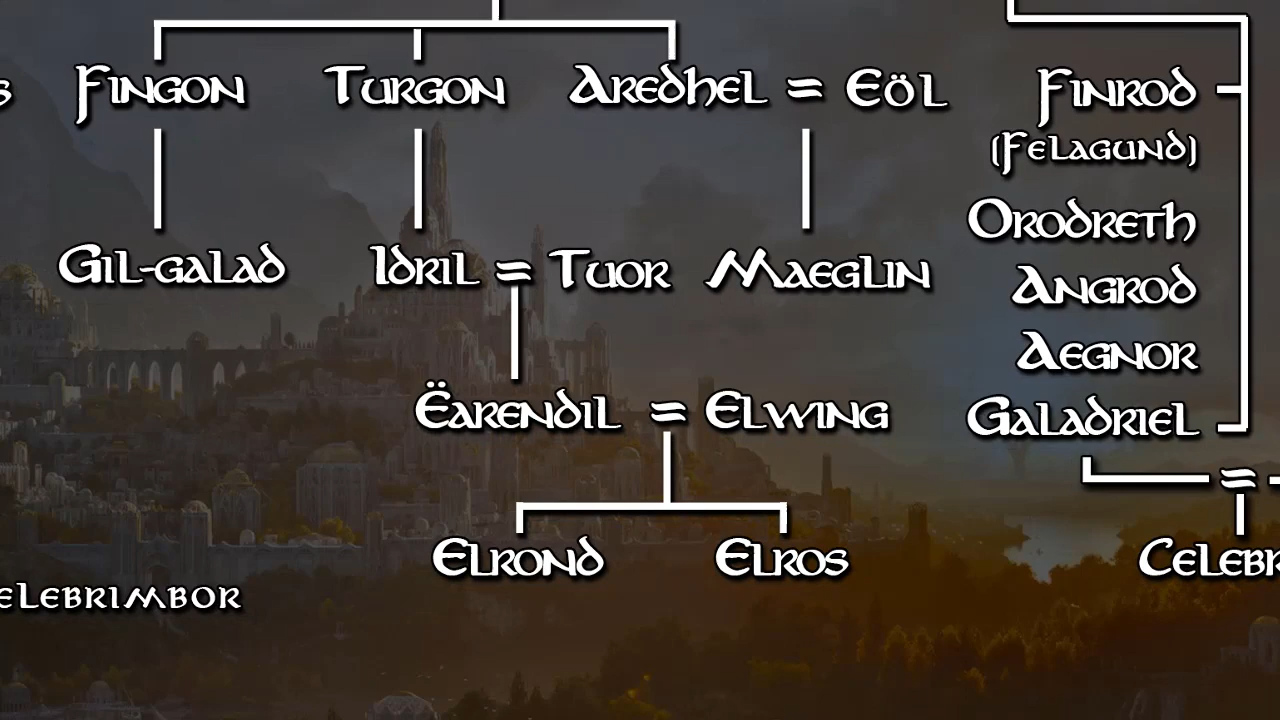 Fingon Turgon Aredhel = Eöl Finrod
(Felagund)
Orodreth
Gil-galad Idril = Tuor Maeglin Angrod
Aegnor
Ëarendil = Elwing Galadriel
=
Elrond Elros